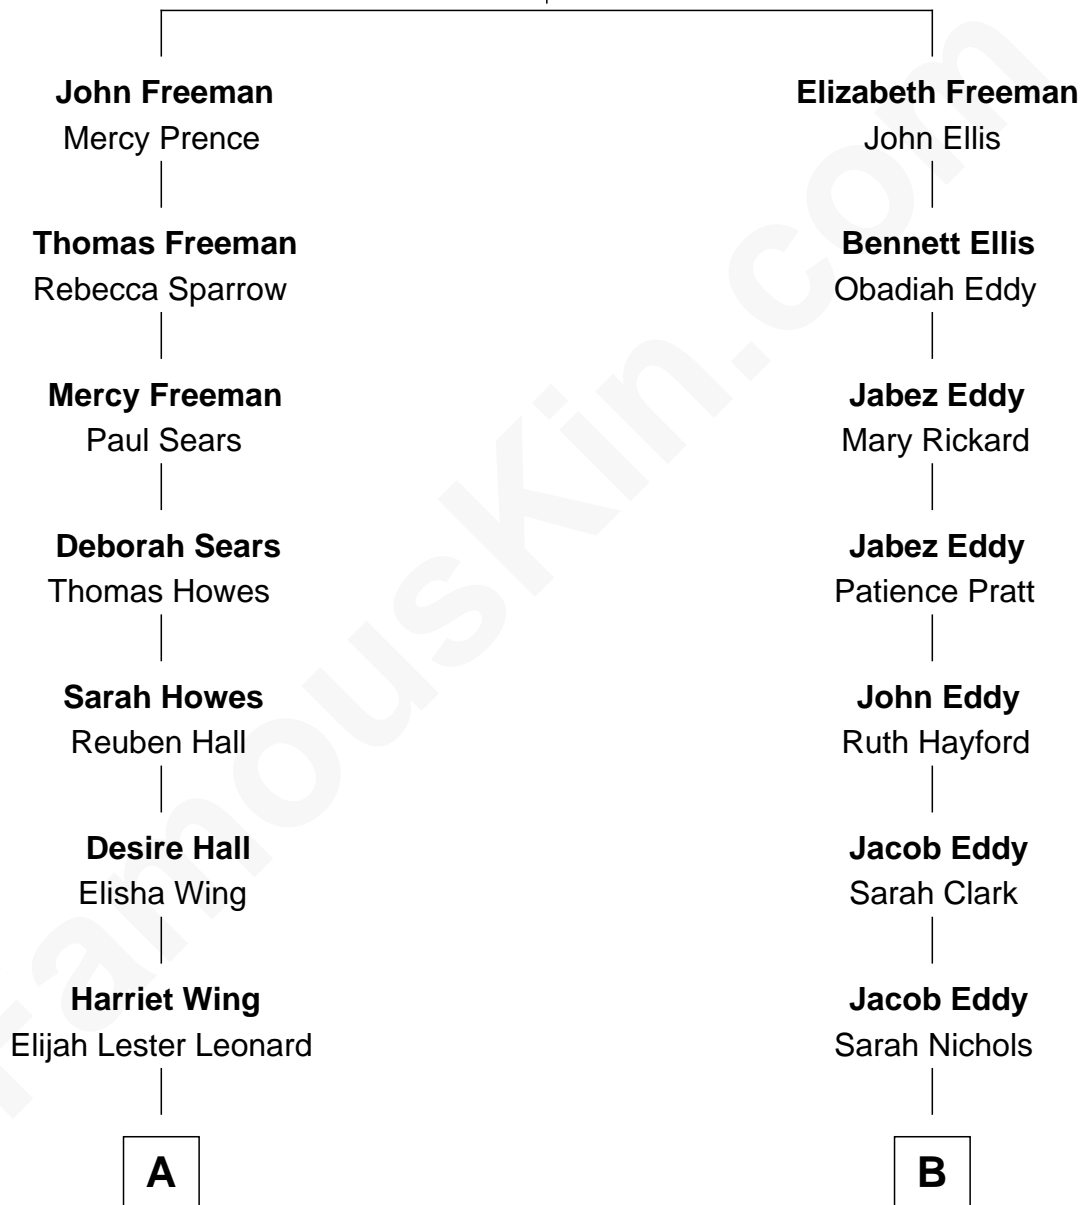 John Freeman
Mercy Prence
Thomas Freeman
Rebecca Sparrow
Mercy Freeman
Paul Sears
Deborah Sears
Thomas Howes
Sarah Howes
Reuben Hall
Desire Hall
Elisha Wing
Harriet Wing
Elijah Lester Leonard
A
Elizabeth Freeman
John Ellis
Bennett Ellis
Obadiah Eddy
Jabez Eddy
Mary Rickard
Jabez Eddy
Patience Pratt
John Eddy
Ruth Hayford
Jacob Eddy
Sarah Clark
Jacob Eddy
Sarah Nichols
B
FamousKin.com